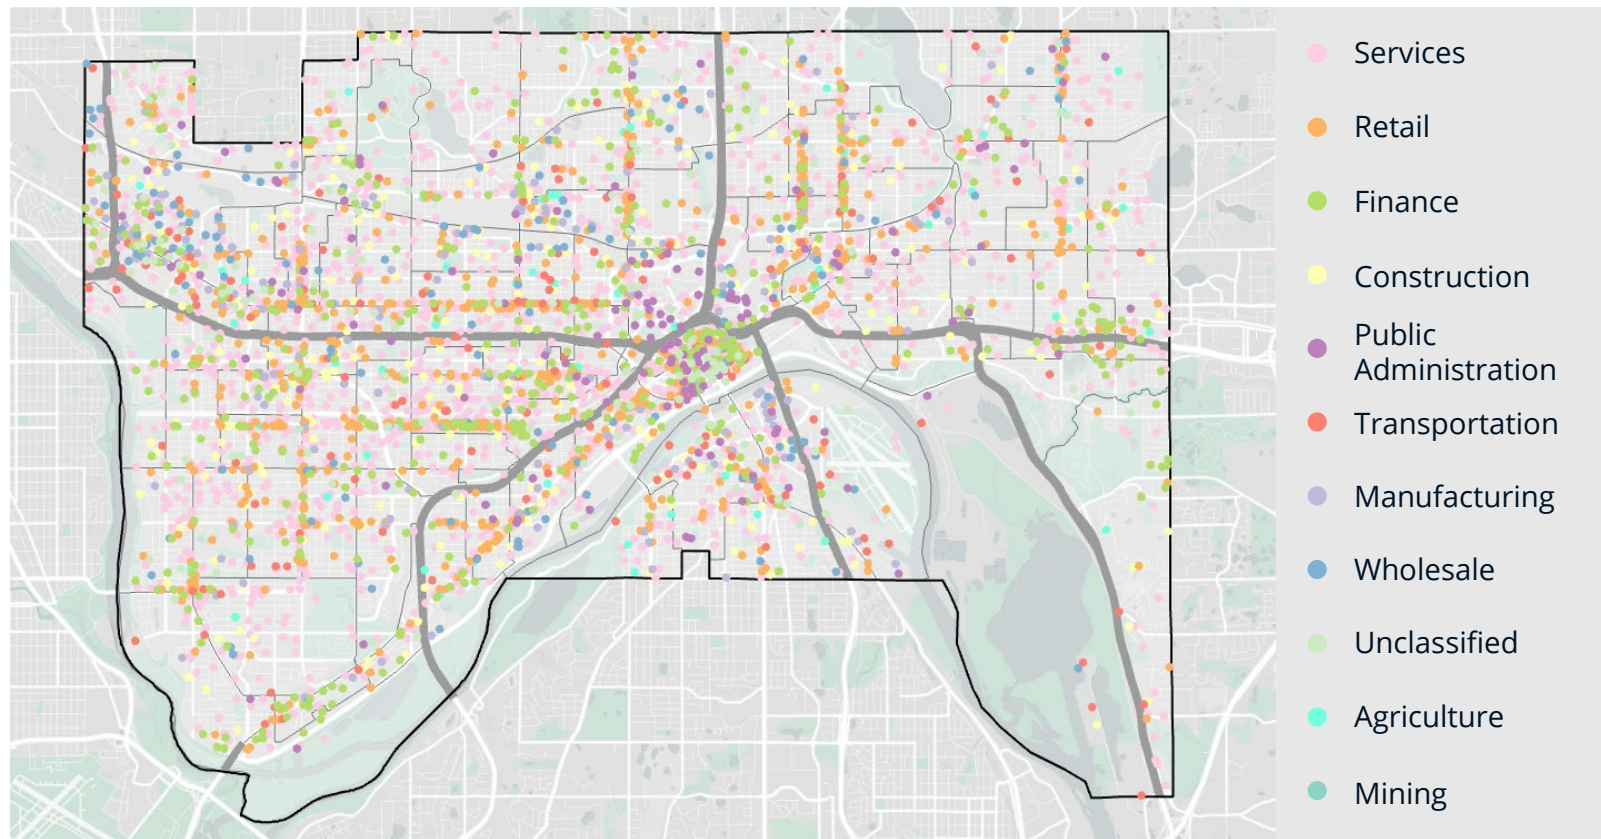 Services
Retail
Finance
Construction
Public
Administration
Transportation
Manufacturing
Wholesale
Unclassified
Agriculture
Mining